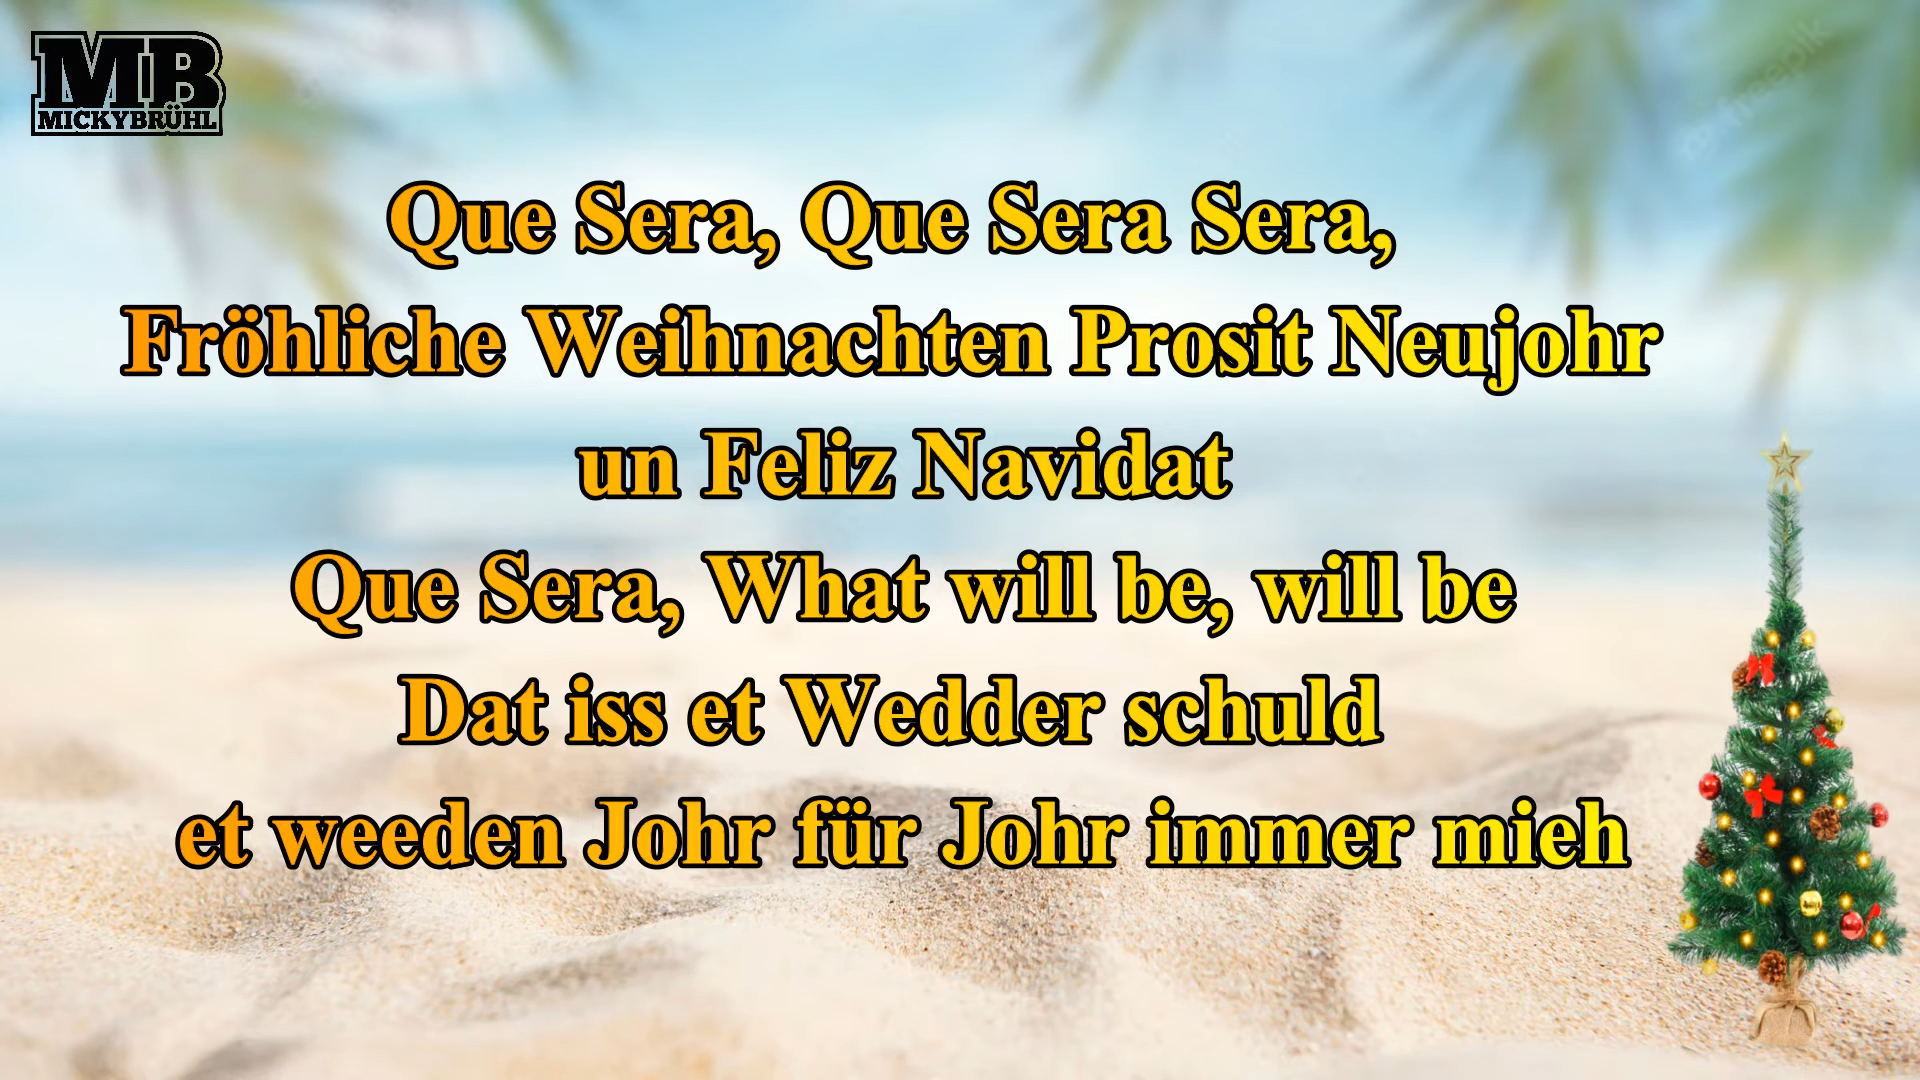 MB
MICKYBRÜHL
freepik
Que Sera, Que Sera Sera,
Fröhliche Weihnachten Prosit Neujohr
un Feliz Navidat
Que Sera, What will be, will be
Dat iss et Wedder schuld
et weeden Johr für Johr immer mieh